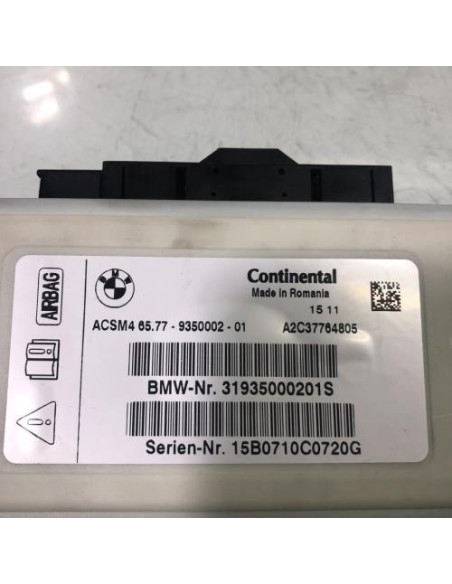 AIRBAG
BMW
Continental
Made in Romania
15 11
ACSM4 65.77 - 9350002 - 01 A2C37764805
BMW-Nr. 31935000201S
Serien-Nr. 15B0710C0720G